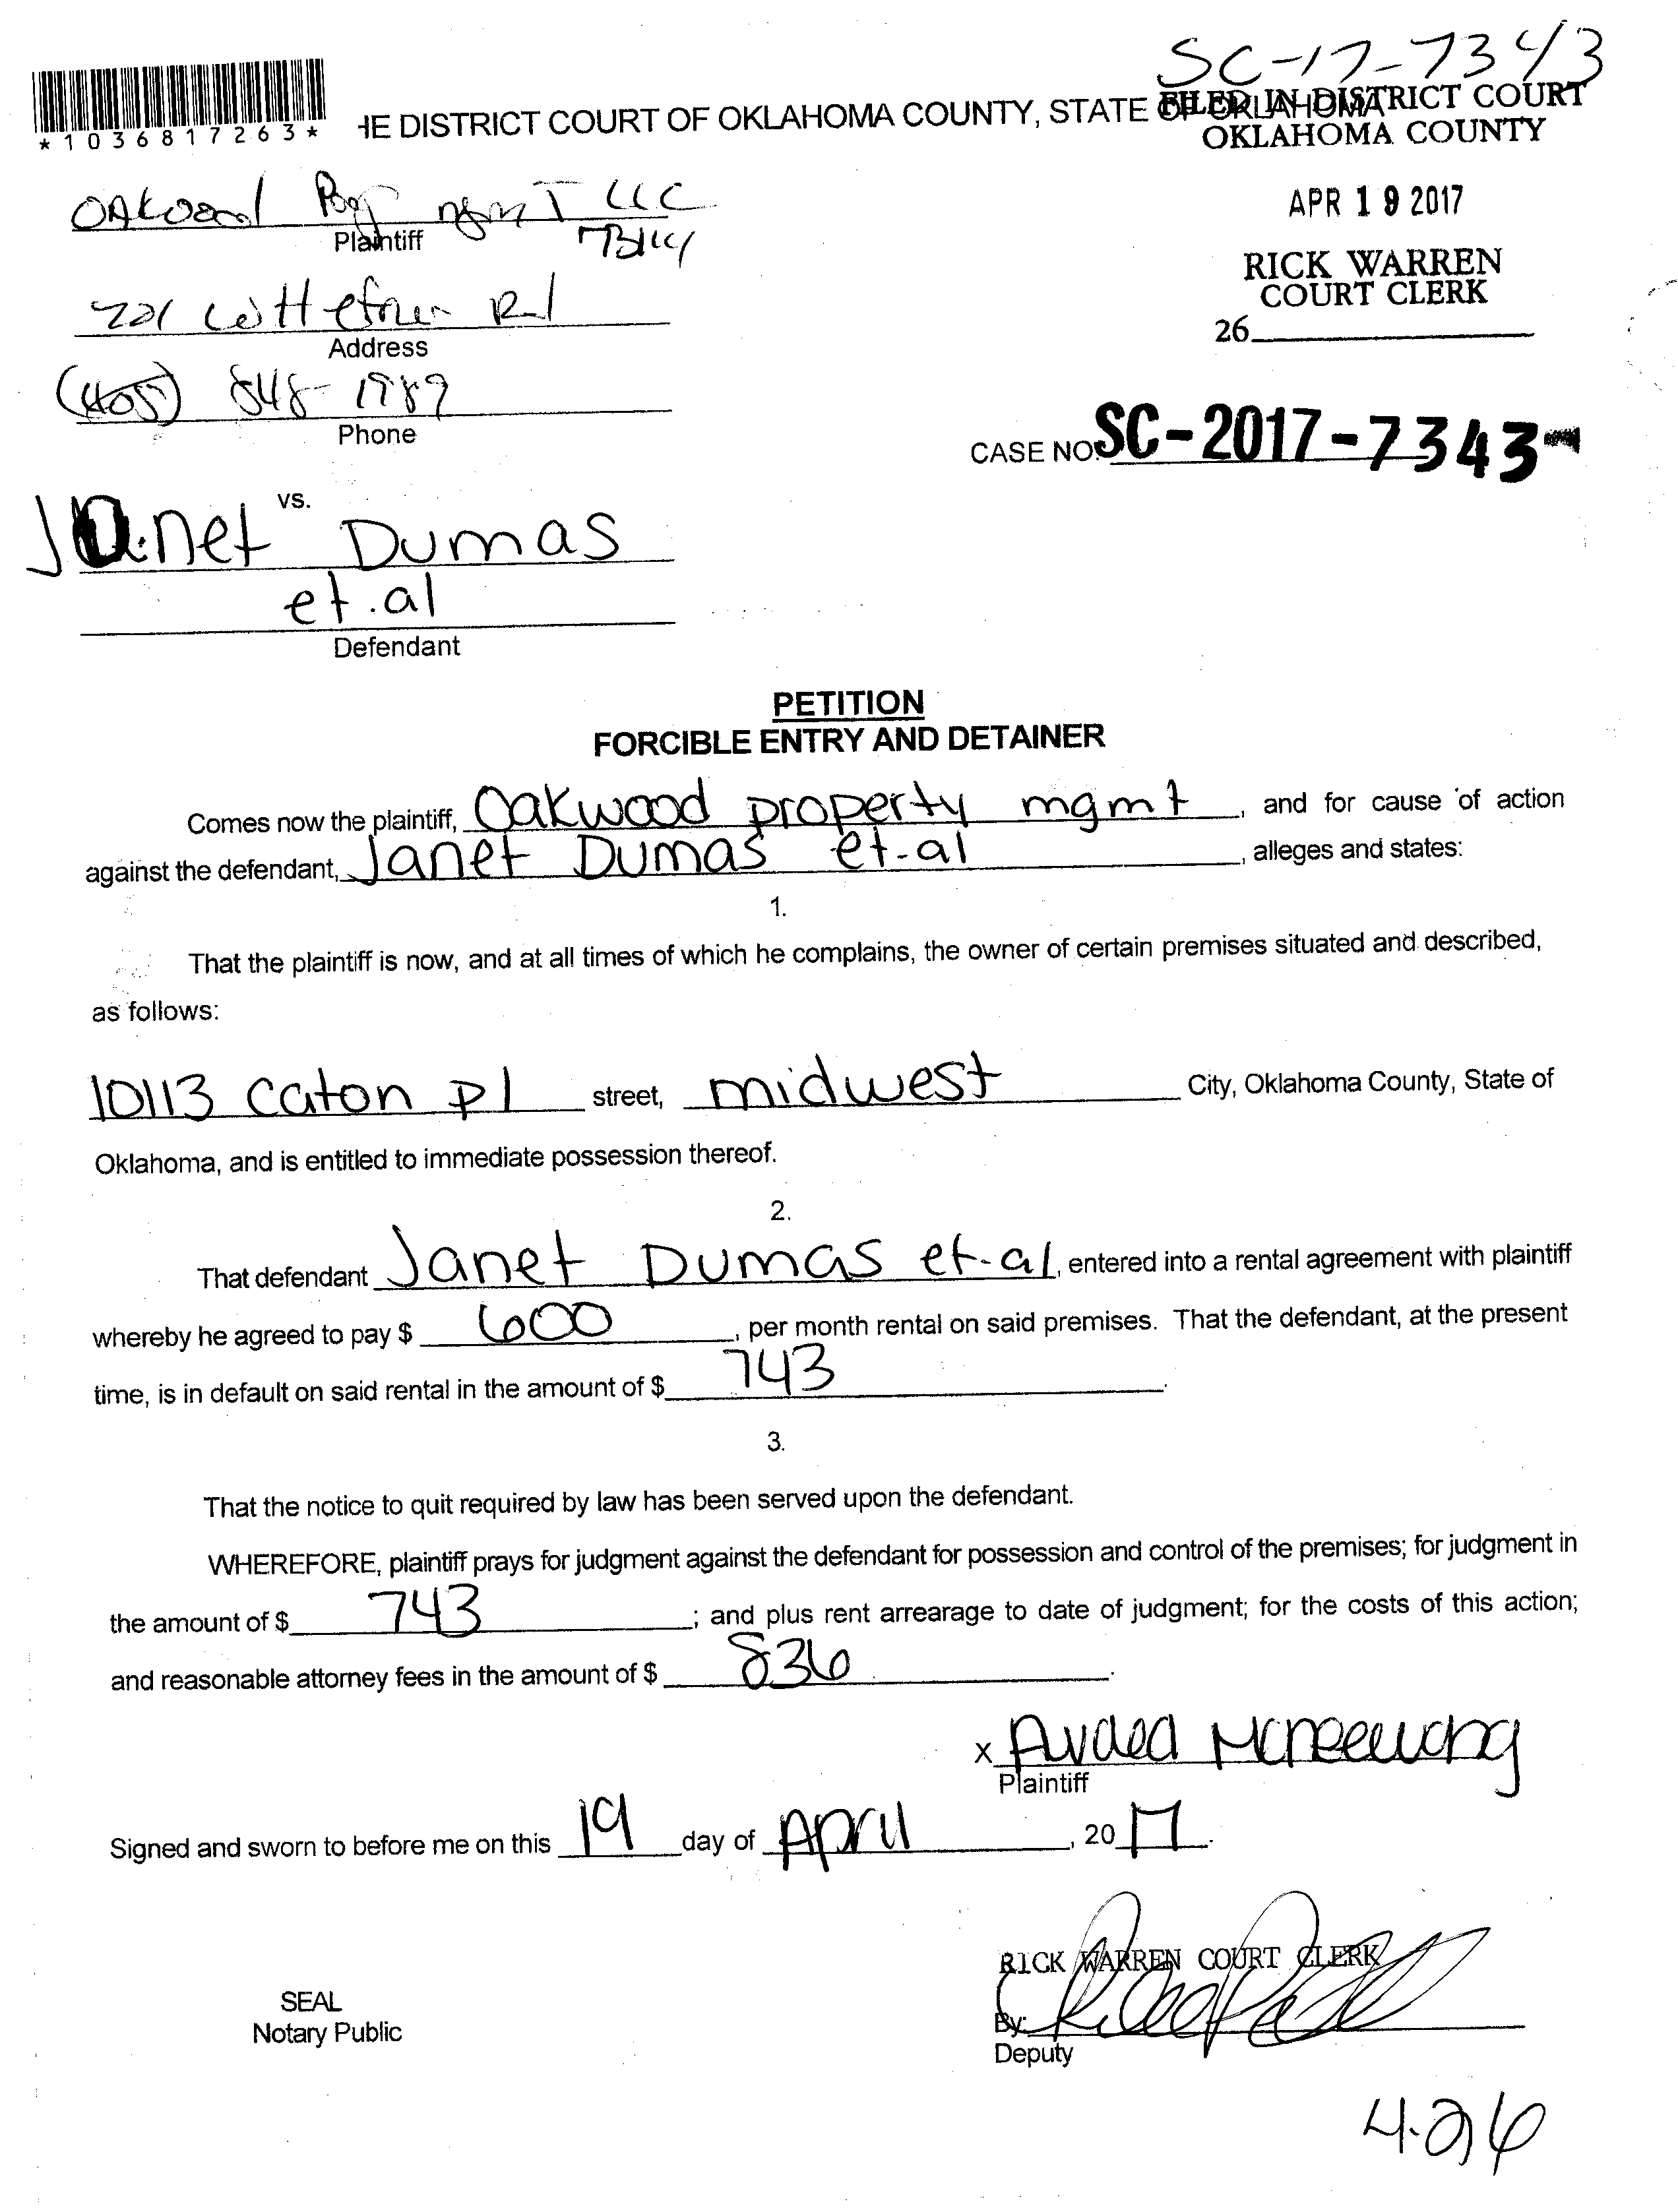 SC-17-7343
*1036817263*
HE DISTRICT COURT OF OKLAHOMA COUNTY, STATE OF OKLAHOMA
FILED IN DISTRICT COURT
OKLAHOMA COUNTY
APR 19 2017
RICK WARREN
COURT CLERK
26
OAkwood Prop mgmT LLC
Plaintiff
73114
Rd
Address
(405) 848-1989
Phone
CASE NO. SC-2017-7343
vs.
Janet Dumas
et.al
Defendant
PETITION
FORCIBLE ENTRY AND DETAINER
Comes now the plaintiff, Oakwood property mgmt, and for cause of action
against the defendant, Janet Dumas et-al, alleges and states:
1.
That the plaintiff is now, and at all times of which he complains, the owner of certain premises situated and described,
as follows:
10113 Caton pl street, midwest City, Oklahoma County, State of
Oklahoma, and is entitled to immediate possession thereof.
2.
That defendant Janet Dumas et-al, entered into a rental agreement with plaintiff
whereby he agreed to pay $ 600, per month rental on said premises. That the defendant, at the present
time, is in default on said rental in the amount of $ 743.
3.
That the notice to quit required by law has been served upon the defendant.
WHEREFORE, plaintiff prays for judgment against the defendant for possession and control of the premises; for judgment in
the amount of $ 743; and plus rent arrearage to date of judgment; for the costs of this action;
and reasonable attorney fees in the amount of $ 836.
x
Plaintiff
Signed and sworn to before me on this 19 day of April, 2017.
RICK WARREN COURT CLERK
SEAL
Notary Public
By:
Deputy
4-26